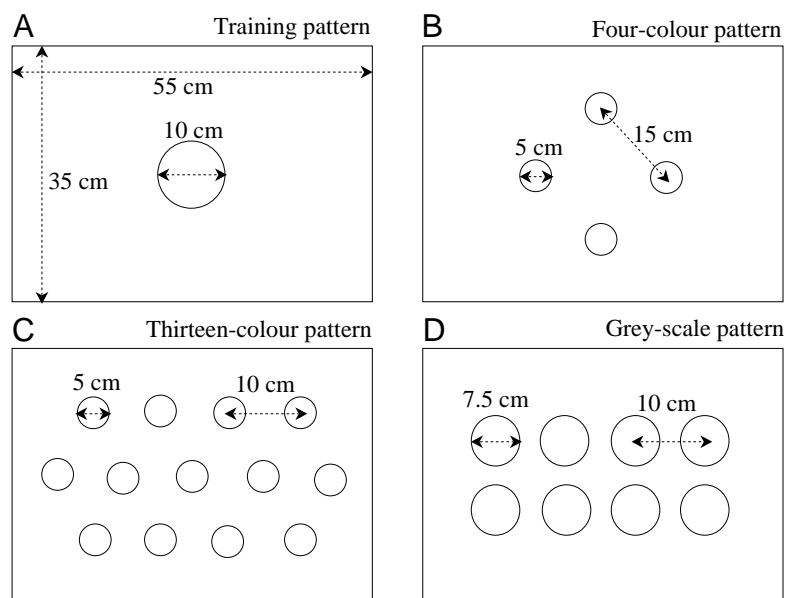 A
Training pattern
55 cm
10 cm
35 cm
B
Four-colour pattern
15 cm
5 cm
C
Thirteen-colour pattern
5 cm
10 cm
D
Grey-scale pattern
7.5 cm
10 cm